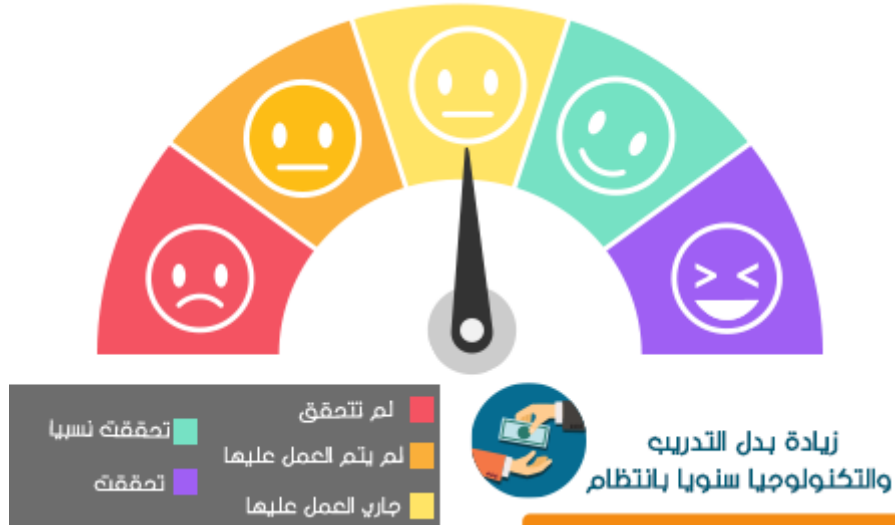 لم تتحقق
لم يتم العمل عليها
جاري العمل عليها
تحققت نسبيا
تحققت
زيادة بدل التدريب
والتكنولوجيا سنويا بانتظام